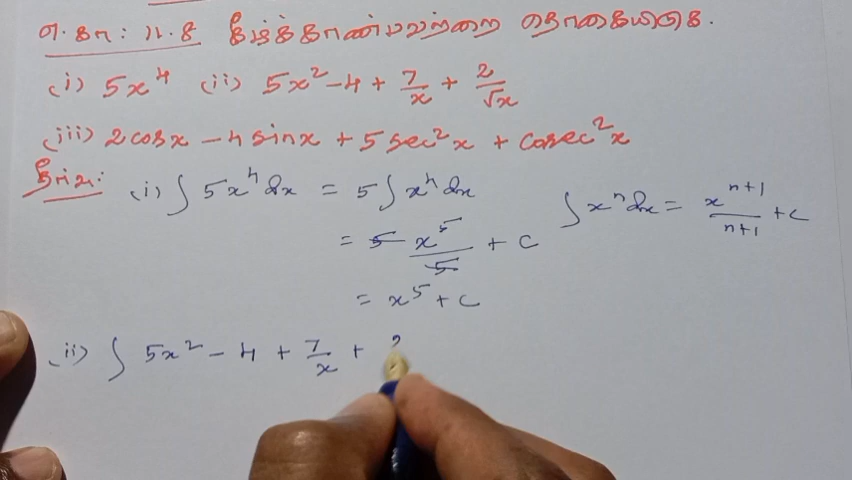 எ.கா: 11.8 கீழ்க்காண்பவற்றை தொகையிடுக.
(i) 5x⁴ (ii) 5x² - 4 + 7/x + 2/√x
(iii) 2cosx - 4sinx + 5sec²x + cosec²x
தீர்வு:
(i) ∫ 5x⁴dx = 5∫x⁴dx ∫xⁿdx = xⁿ⁺¹/n+1 + c
= 5 x⁵/5 + c
= x⁵ + c
(ii) ∫ 5x² - 4 + 7/x +